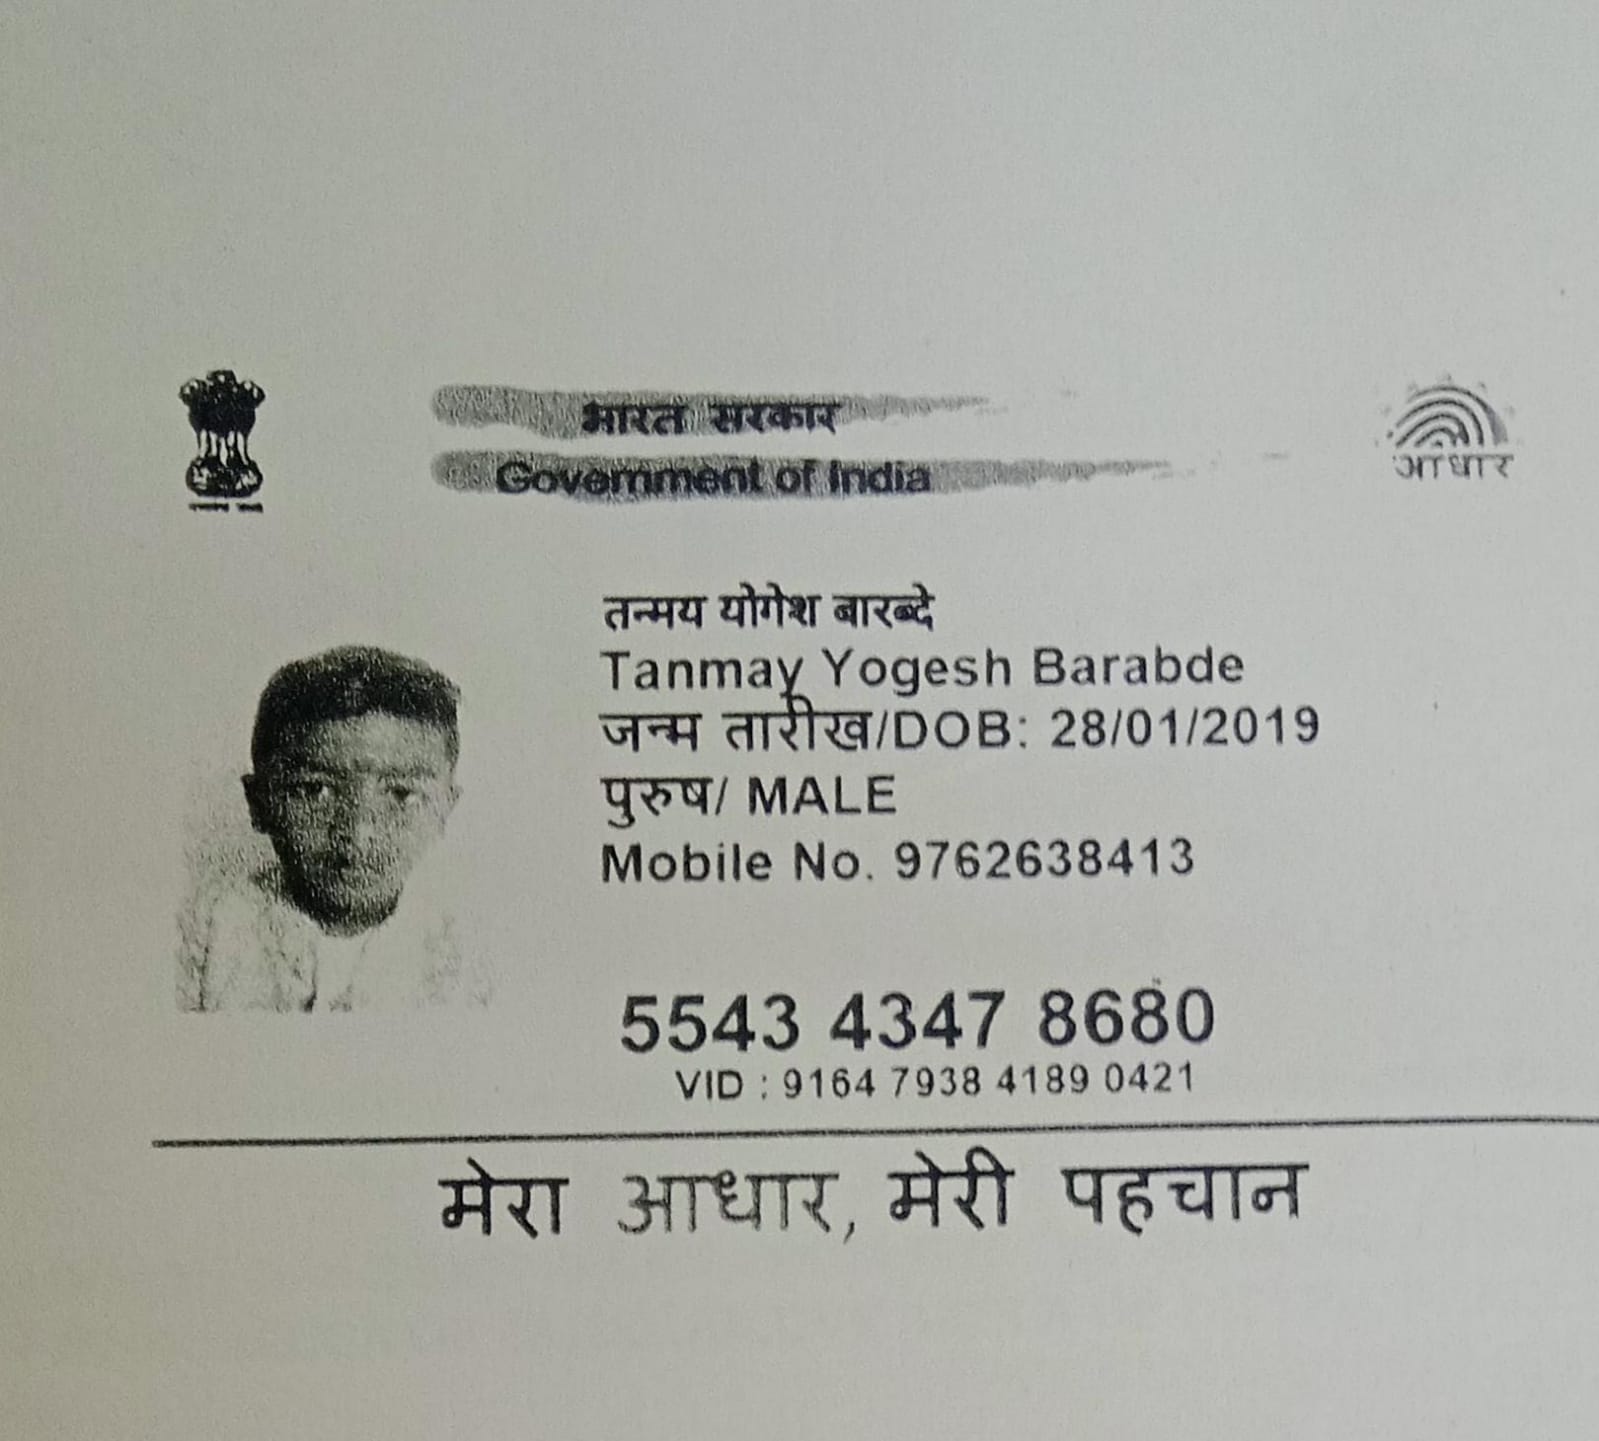 भारत सरकार
Government of India
आधार
तन्मय योगेश बारब्दे
Tanmay Yogesh Barabde
जन्म तारीख/DOB: 28/01/2019
पुरुष/ MALE
Mobile No. 9762638413
5543 4347 8680
VID : 9164 7938 4189 0421
मेरा आधार, मेरी पहचान